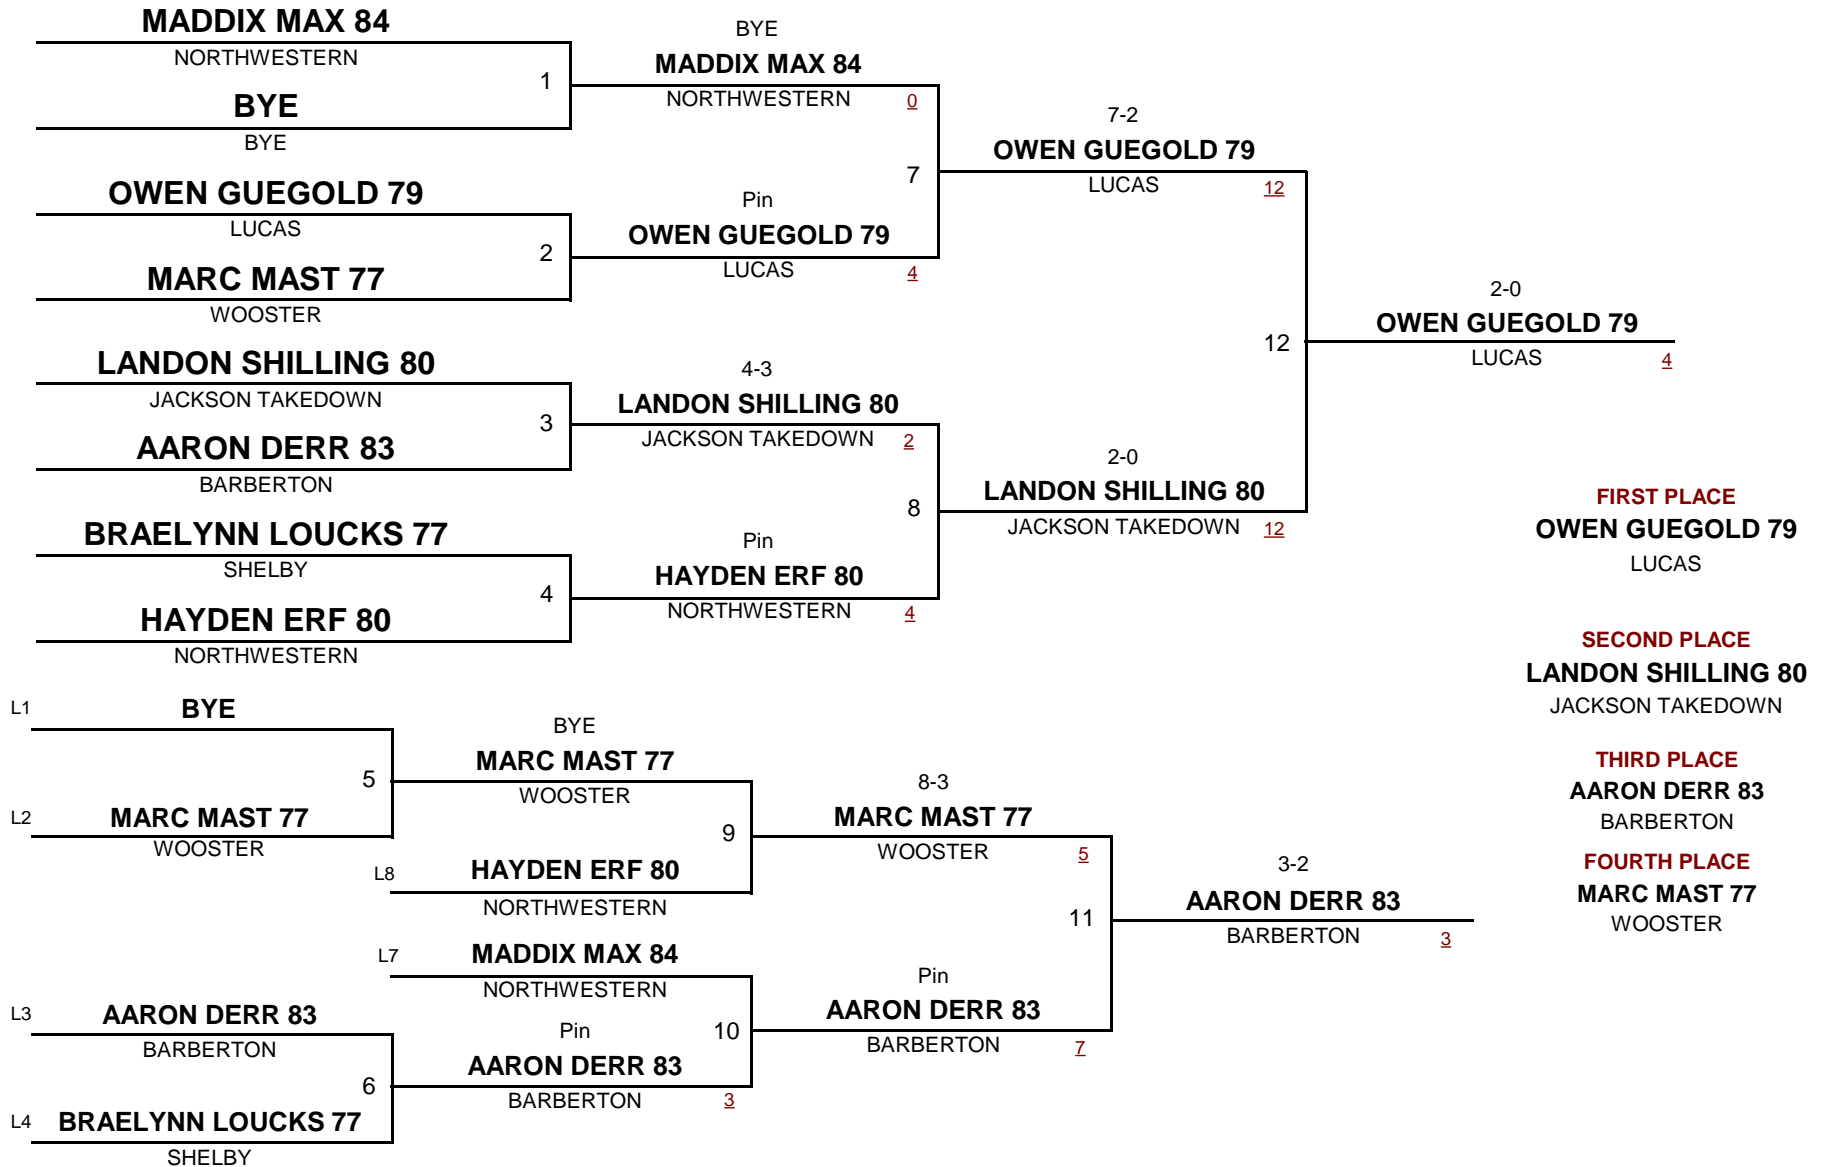 MADDIX MAX 84
NORTHWESTERN
1
BYE
BYE
OWEN GUEGOLD 79
LUCAS
2
MARC MAST 77
WOOSTER
LANDON SHILLING 80
JACKSON TAKEDOWN
3
AARON DERR 83
BARBERTON
BRAELYNN LOUCKS 77
SHELBY
4
HAYDEN ERF 80
NORTHWESTERN
BYE
MADDIX MAX 84
NORTHWESTERN 0
7
Pin
OWEN GUEGOLD 79
LUCAS 4
4-3
LANDON SHILLING 80
JACKSON TAKEDOWN 2
8
Pin
HAYDEN ERF 80
NORTHWESTERN 4
7-2
OWEN GUEGOLD 79
LUCAS 12
12
2-0
LANDON SHILLING 80
JACKSON TAKEDOWN 12
2-0
OWEN GUEGOLD 79
LUCAS 4
FIRST PLACE
OWEN GUEGOLD 79
LUCAS
SECOND PLACE
LANDON SHILLING 80
JACKSON TAKEDOWN
THIRD PLACE
AARON DERR 83
BARBERTON
FOURTH PLACE
MARC MAST 77
WOOSTER
L1 BYE
5
L2 MARC MAST 77
WOOSTER
L3 AARON DERR 83
BARBERTON
6
L4 BRAELYNN LOUCKS 77
SHELBY
BYE
MARC MAST 77
WOOSTER
9
L8 HAYDEN ERF 80
NORTHWESTERN
L7 MADDIX MAX 84
NORTHWESTERN
10
Pin
AARON DERR 83
BARBERTON 3
8-3
MARC MAST 77
WOOSTER 5
11
Pin
AARON DERR 83
BARBERTON 7
3-2
AARON DERR 83
BARBERTON 3